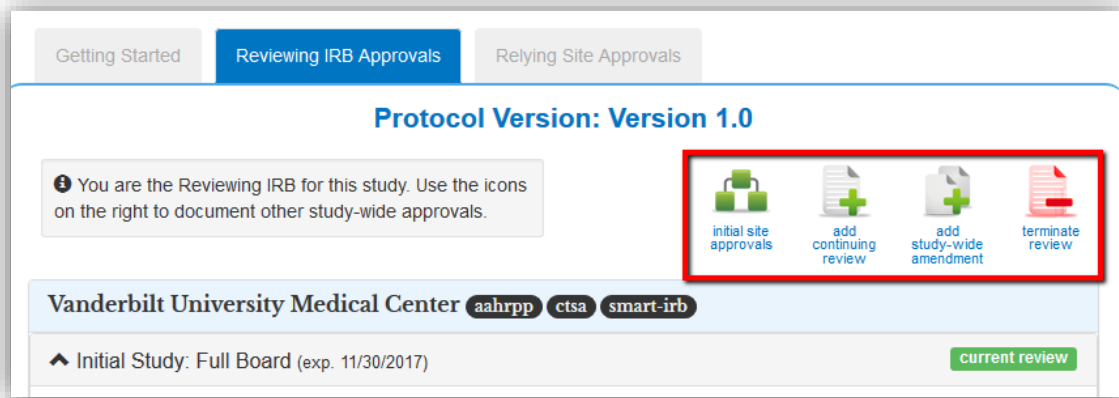 Getting Started Reviewing IRB Approvals Relying Site Approvals
Protocol Version: Version 1.0
You are the Reviewing IRB for this study. Use the icons
on the right to document other study-wide approvals.
initial site
approvals
add
continuing
review
add
study-wide
amendment
terminate
review
Vanderbilt University Medical Center aahrpp ctsa smart-irb
Initial Study: Full Board (exp. 11/30/2017) current review